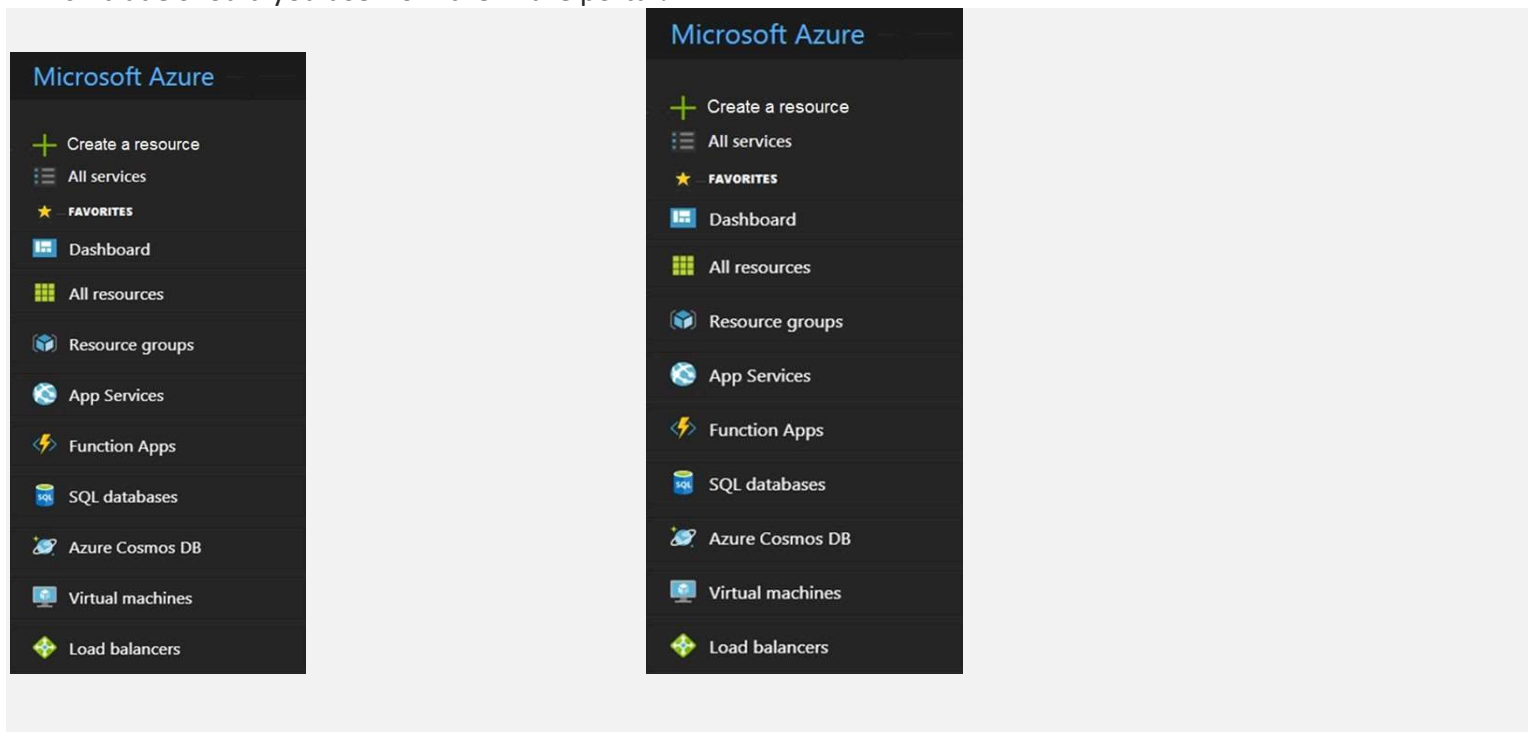 Microsoft Azure
Create a resource
All services
FAVORITES
Dashboard
All resources
Resource groups
App Services
Function Apps
SQL databases
Azure Cosmos DB
Virtual machines
Load balancers
Microsoft Azure
Create a resource
All services
FAVORITES
Dashboard
All resources
Resource groups
App Services
Function Apps
SQL databases
Azure Cosmos DB
Virtual machines
Load balancers